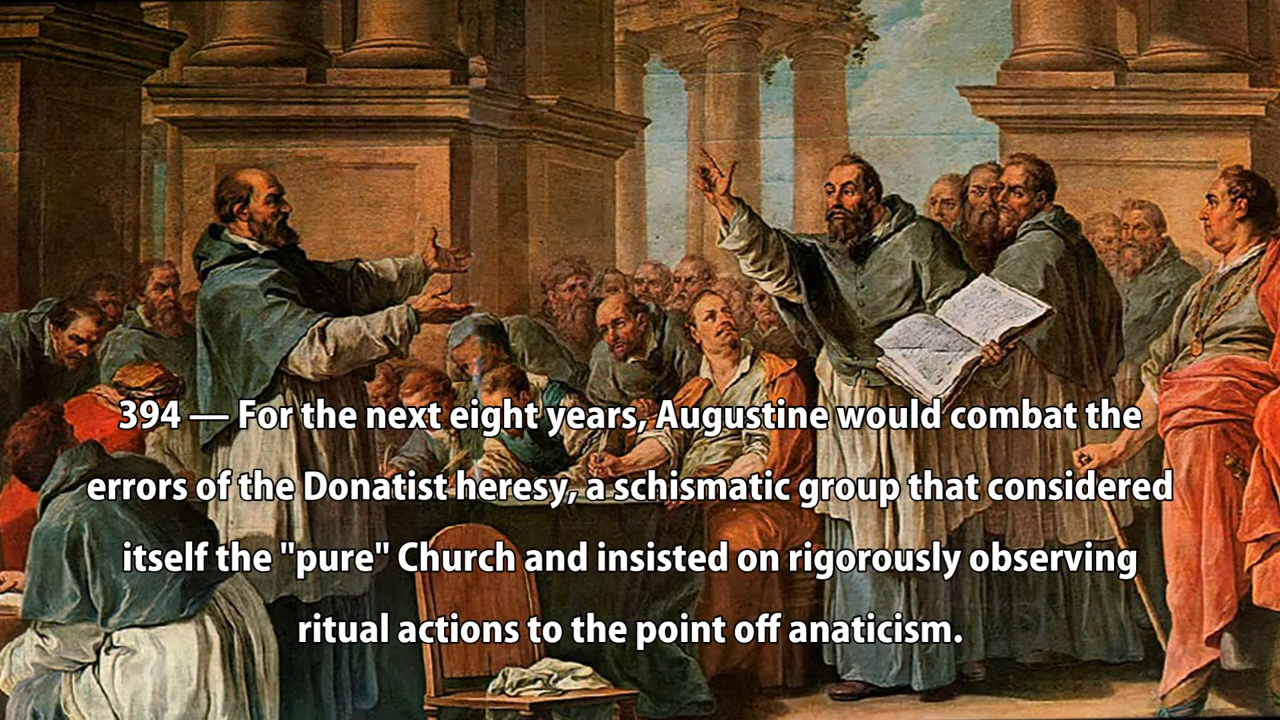 394 — For the next eight years, Augustine would combat the
errors of the Donatist heresy, a schismatic group that considered
itself the "pure" Church and insisted on rigorously observing
ritual actions to the point off anaticism.